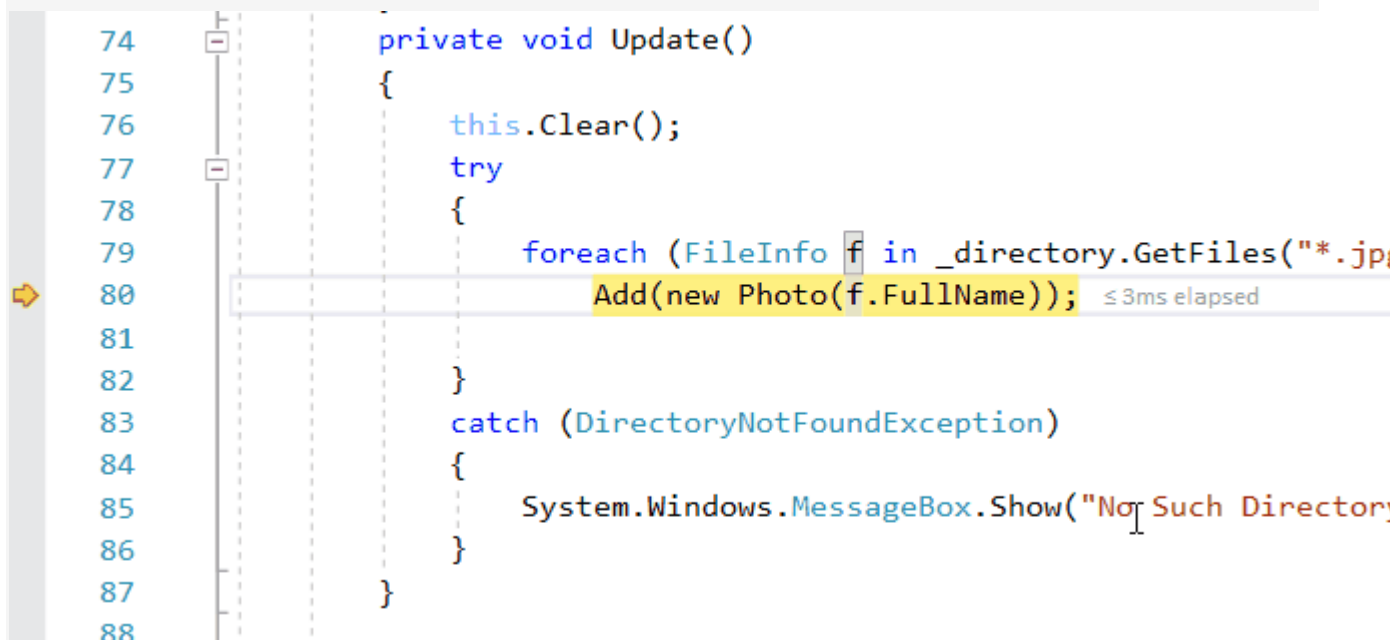 74 private void Update()
75 {
76 this.Clear();
77 try
78 {
79 foreach (FileInfo f in _directory.GetFiles("*.jpg
80 Add(new Photo(f.FullName)); ≤3ms elapsed
81
82 }
83 catch (DirectoryNotFoundException)
84 {
85 System.Windows.MessageBox.Show("No Such Directory
86 }
87 }
88